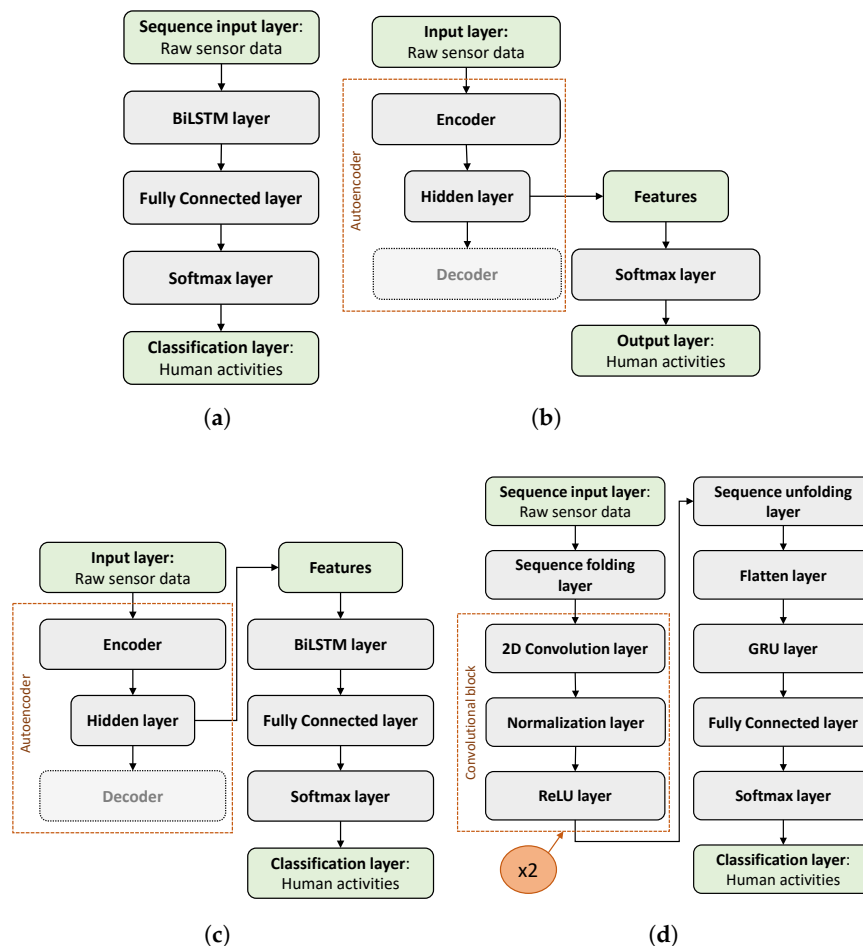 Sequence input layer:
Raw sensor data
BiLSTM layer
Fully Connected layer
Softmax layer
Classification layer:
Human activities
(a)
Input layer:
Raw sensor data
Autoencoder
Encoder
Hidden layer
Decoder
Features
Softmax layer
Output layer:
Human activities
(b)
Input layer:
Raw sensor data
Autoencoder
Encoder
Hidden layer
Decoder
Features
BiLSTM layer
Fully Connected layer
Softmax layer
Classification layer:
Human activities
(c)
Sequence input layer:
Raw sensor data
Sequence folding
layer
Convolutional block
2D Convolution layer
Normalization layer
ReLU layer
x2
Sequence unfolding
layer
Flatten layer
GRU layer
Fully Connected layer
Softmax layer
Classification layer:
Human activities
(d)